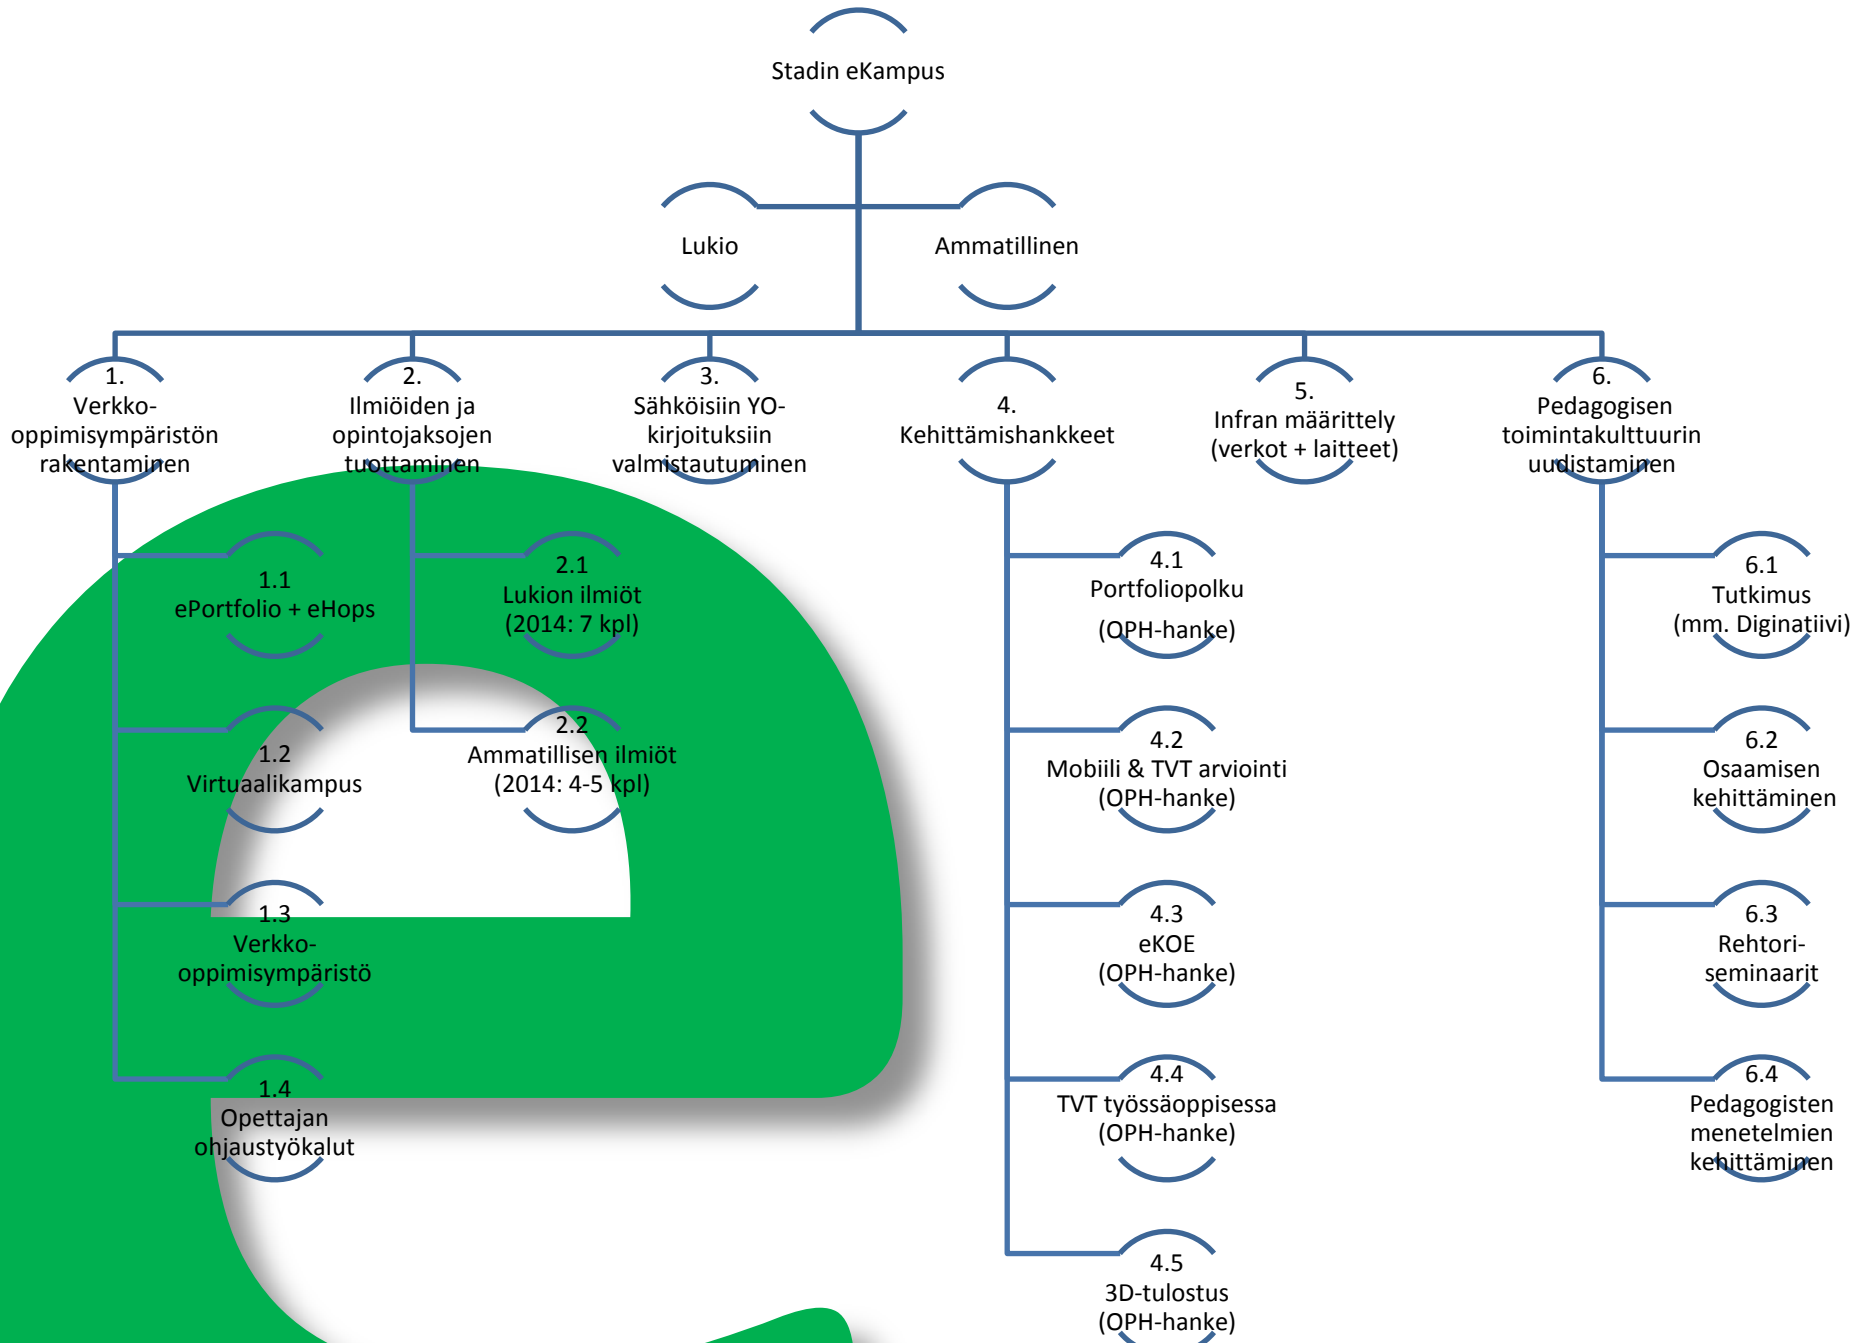 Stadin eKampus
Lukio
Ammatillinen
1.
Verkko-
oppimisympäristön
rakentaminen
2.
Ilmiöiden ja
opintojaksojen
tuottaminen
3.
Sähköisiin YO-
kirjoituksiin
valmistautuminen
4.
Kehittämishankkeet
5.
Infran määrittely
(verkot + laitteet)
6.
Pedagogisen
toimintakulttuurin
uudistaminen
1.1
ePortfolio + eHops
1.2
Virtuaalikampus
1.3
Verkko-
oppimisympäristö
1.4
Opettajan
ohjaustyökalut
2.1
Lukion ilmiöt
(2014: 7 kpl)
2.2
Ammatillisen ilmiöt
(2014: 4-5 kpl)
4.1
Portfoliopolku
(OPH-hanke)
4.2
Mobiili & TVT arviointi
(OPH-hanke)
4.3
eKOE
(OPH-hanke)
4.4
TVT työssäoppisessa
(OPH-hanke)
4.5
3D-tulostus
(OPH-hanke)
6.1
Tutkimus
(mm. Diginatiivi)
6.2
Osaamisen
kehittäminen
6.3
Rehtori-
seminaarit
6.4
Pedagogisten
menetelmien
kehittäminen